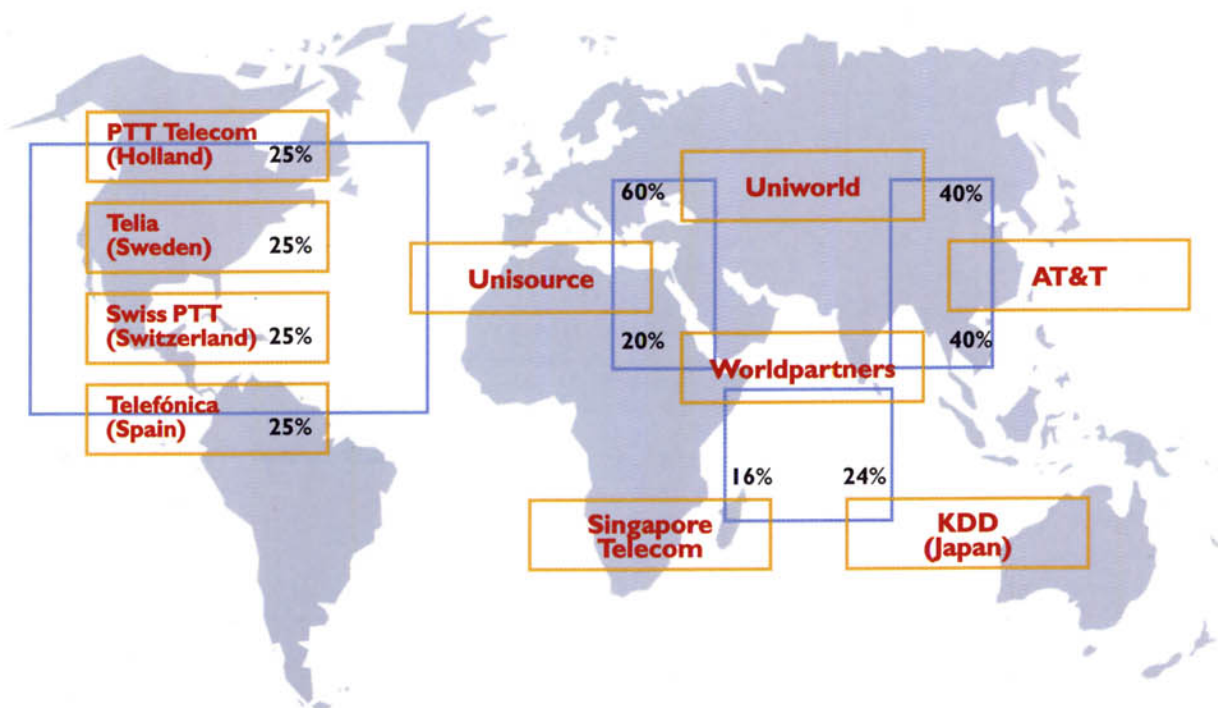 PTT Telecom
(Holland) 25%
Telia
(Sweden) 25%
Swiss PTT
(Switzerland) 25%
Telefónica
(Spain) 25%
Unisource
60%
20%
Uniworld
40%
40%
AT&T
Worldpartners
16%
24%
Singapore
Telecom
KDD
(Japan)